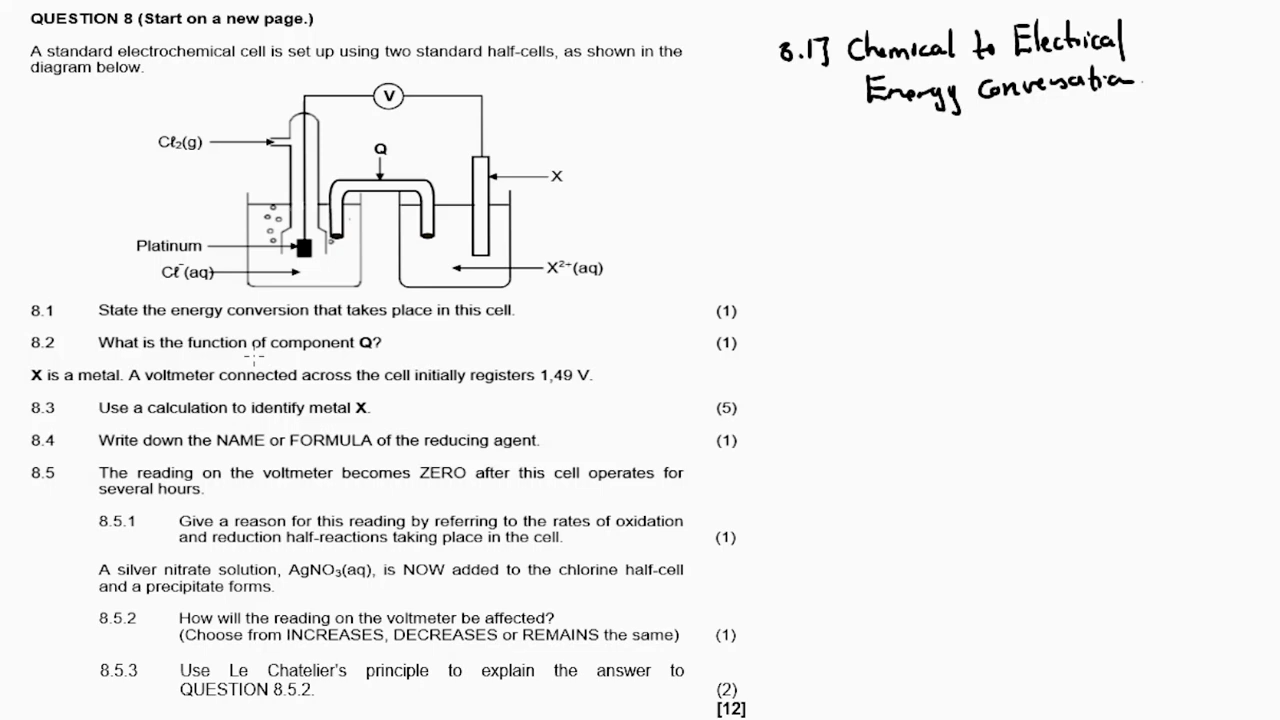 QUESTION 8 (Start on a new page.)
A standard electrochemical cell is set up using two standard half-cells, as shown in the
diagram below.
V
Cℓ₂(g)
Q
X
Platinum
Cℓ⁻(aq)
X²⁺(aq)
8.1 State the energy conversion that takes place in this cell. (1)
8.2 What is the function of component Q? (1)
X is a metal. A voltmeter connected across the cell initially registers 1,49 V.
8.3 Use a calculation to identify metal X. (5)
8.4 Write down the NAME or FORMULA of the reducing agent. (1)
8.5 The reading on the voltmeter becomes ZERO after this cell operates for
several hours.
8.5.1 Give a reason for this reading by referring to the rates of oxidation
and reduction half-reactions taking place in the cell. (1)
A silver nitrate solution, AgNO₃(aq), is NOW added to the chlorine half-cell
and a precipitate forms.
8.5.2 How will the reading on the voltmeter be affected?
(Choose from INCREASES, DECREASES or REMAINS the same) (1)
8.5.3 Use Le Chatelier's principle to explain the answer to
QUESTION 8.5.2. (2)
[12]
8.1] Chemical to Electrical
Energy conversation